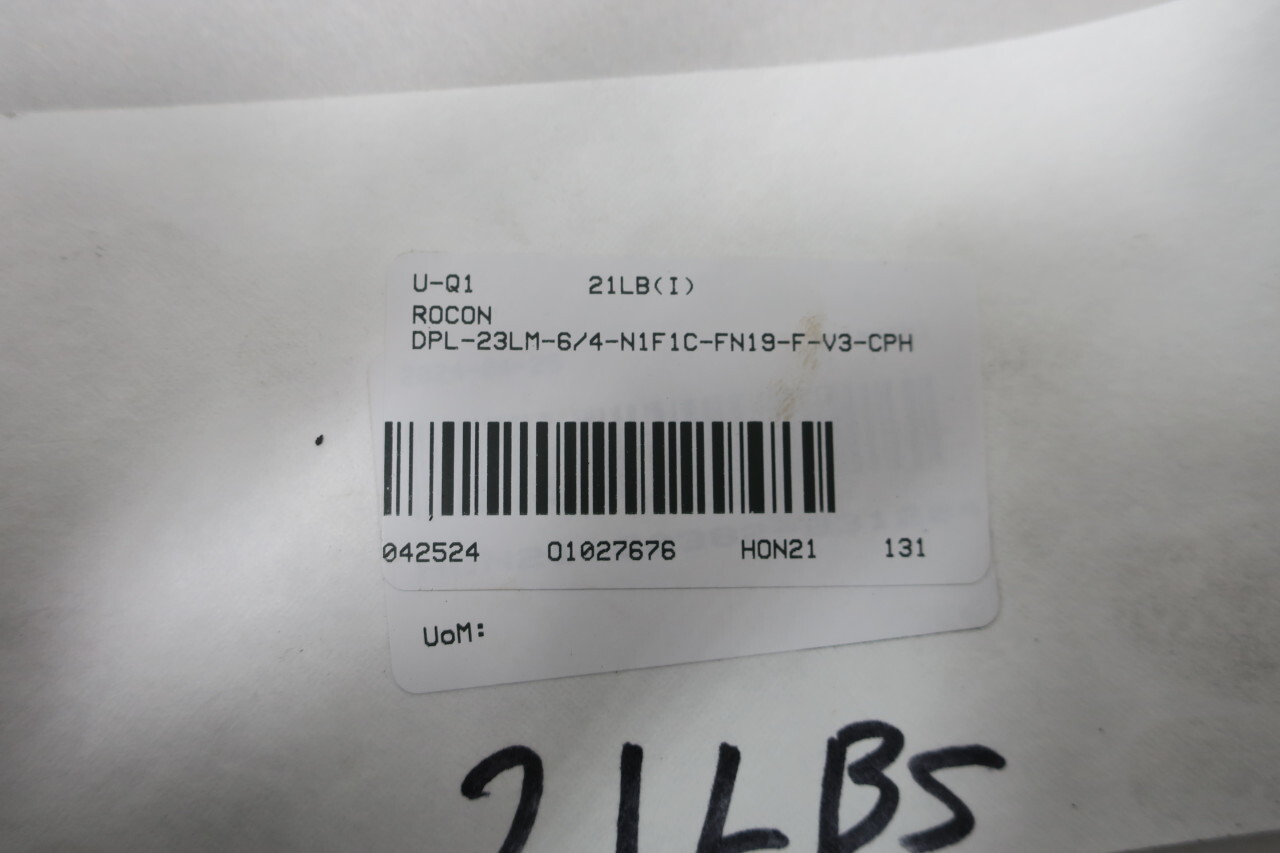 U-Q1 21LB(I)
ROCON
DPL-23LM-6/4-N1F1C-FN19-F-V3-CPH
042524 01027676 HON21 131
UoM:
21LBS